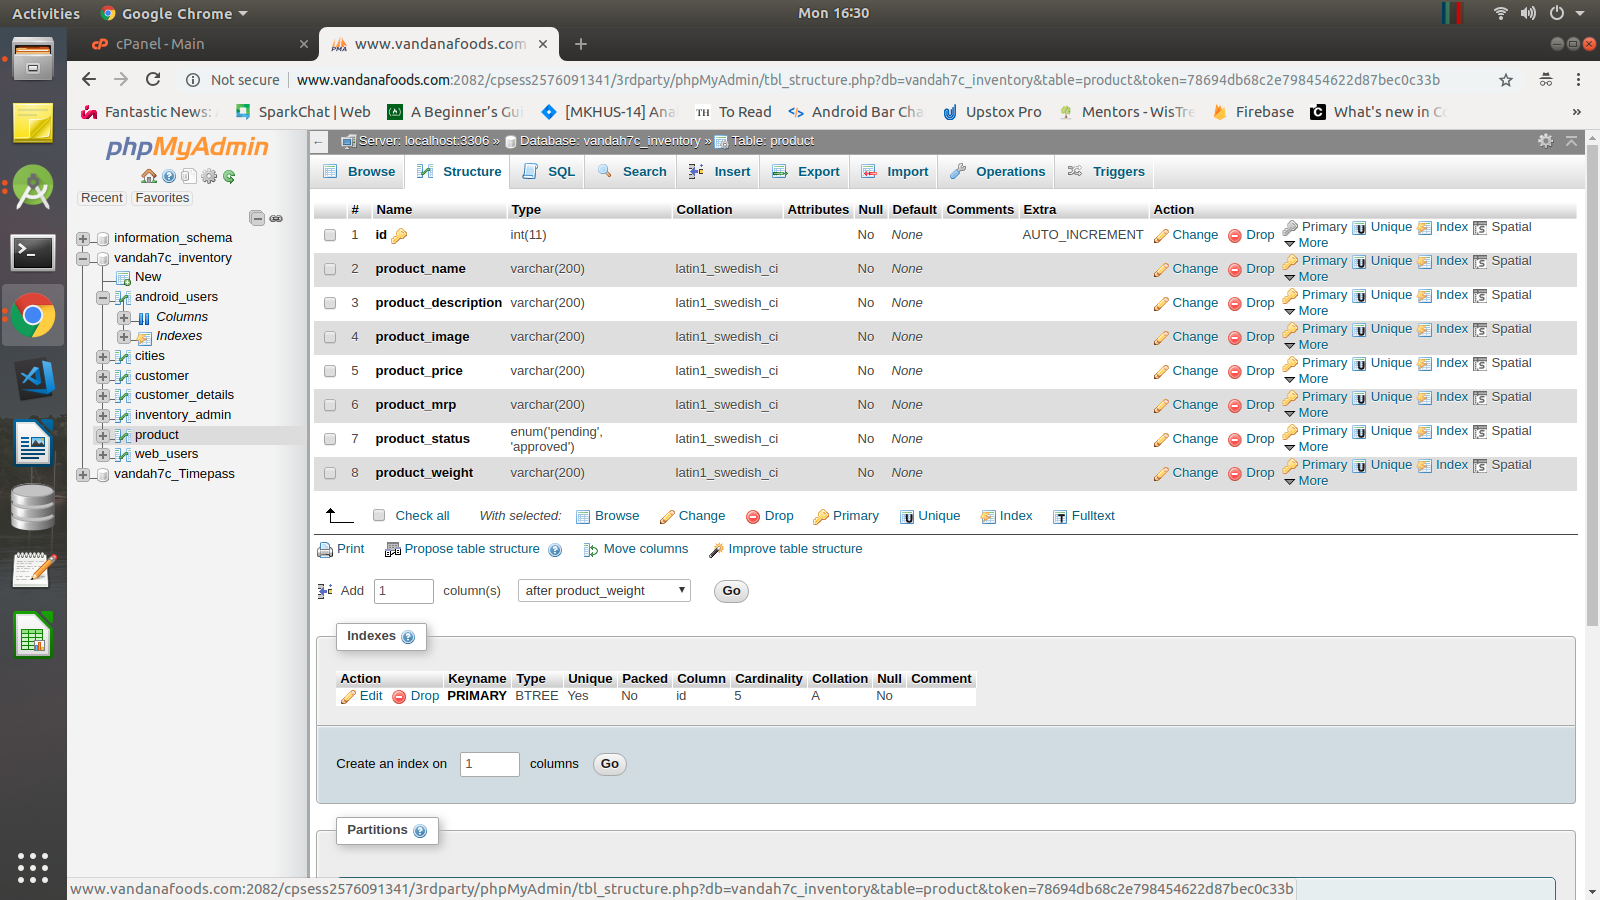 Activities
Google Chrome
Mon 16:30
cPanel - Main
www.vandanafoods.com
Not secure
www.vandanafoods.com:2082/cpsess2576091341/3rdparty/phpMyAdmin/tbl_structure.php?db=vandah7c_inventory&table=product&token=78694db68c2e798454622d87bec0c33b
Fantastic News:
SparkChat | Web
A Beginner's Gui
[MKHUS-14] Ana
TH To Read
Android Bar Cha
Upstox Pro
Mentors - WisTre
Firebase
What's new in Co
»
phpMyAdmin
Recent Favorites
information_schema
vandah7c_inventory
New
android_users
Columns
Indexes
cities
customer
customer_details
inventory_admin
product
web_users
vandah7c_Timepass
Server: localhost:3306 » Database: vandah7c_inventory » Table: product
Browse Structure SQL Search Insert Export Import Operations Triggers
# Name Type Collation Attributes Null Default Comments Extra Action
1 id int(11) No None AUTO_INCREMENT Change Drop Primary Unique Index Spatial
More
2 product_name varchar(200) latin1_swedish_ci No None Change Drop Primary Unique Index Spatial
More
3 product_description varchar(200) latin1_swedish_ci No None Change Drop Primary Unique Index Spatial
More
4 product_image varchar(200) latin1_swedish_ci No None Change Drop Primary Unique Index Spatial
More
5 product_price varchar(200) latin1_swedish_ci No None Change Drop Primary Unique Index Spatial
More
6 product_mrp varchar(200) latin1_swedish_ci No None Change Drop Primary Unique Index Spatial
More
7 product_status enum('pending', 'approved') latin1_swedish_ci No None Change Drop Primary Unique Index Spatial
More
8 product_weight varchar(200) latin1_swedish_ci No None Change Drop Primary Unique Index Spatial
More
Check all With selected: Browse Change Drop Primary Unique Index Fulltext
Print Propose table structure Move columns Improve table structure
Add 1 column(s) after product_weight Go
Indexes
Action Keyname Type Unique Packed Column Cardinality Collation Null Comment
Edit Drop PRIMARY BTREE Yes No id 5 A No
Create an index on 1 columns Go
Partitions
www.vandanafoods.com:2082/cpsess2576091341/3rdparty/phpMyAdmin/tbl_structure.php?db=vandah7c_inventory&table=product&token=78694db68c2e798454622d87bec0c33b